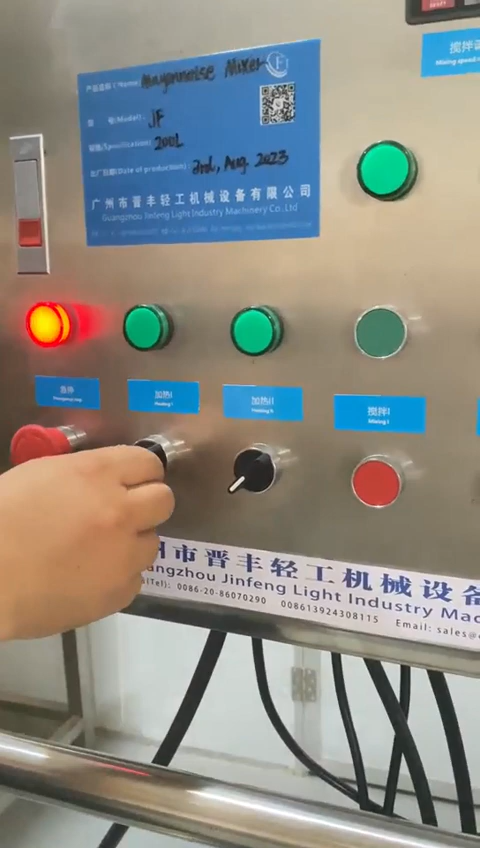 搅拌
Mixing speed
产品名称(Name) Mayonnaise Mixer
型 号(Model) JF
规格(Specification) 200L
出厂日期(Date of production) 2nd, Aug 2023
广州市晋丰轻工机械设备有限公司
Guangzhou Jinfeng Light Industry Machinery Co. Ltd
急停
Emergency stop
加热I
Heating I
加热II
Heating II
搅拌I
Mixing I
州市晋丰轻工机械设备
angzhou Jinfeng Light Industry Mac
(Tel): 0086-20-86070290 008613924308115 Email: sales@